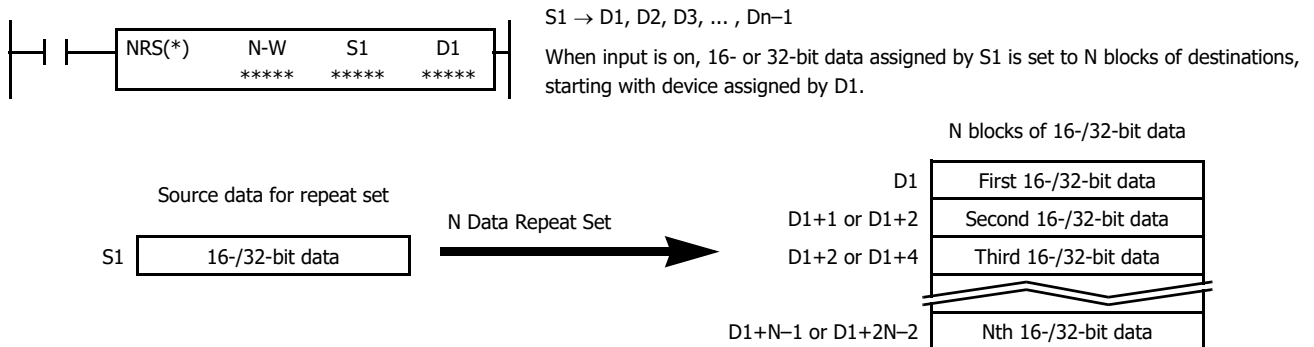 NRS(*) N-W S1 D1
***** ***** *****
S1 → D1, D2, D3, ... , Dn–1
When input is on, 16- or 32-bit data assigned by S1 is set to N blocks of destinations,
starting with device assigned by D1.
N blocks of 16-/32-bit data
Source data for repeat set
S1 16-/32-bit data
N Data Repeat Set
D1 First 16-/32-bit data
D1+1 or D1+2 Second 16-/32-bit data
D1+2 or D1+4 Third 16-/32-bit data
D1+N–1 or D1+2N–2 Nth 16-/32-bit data